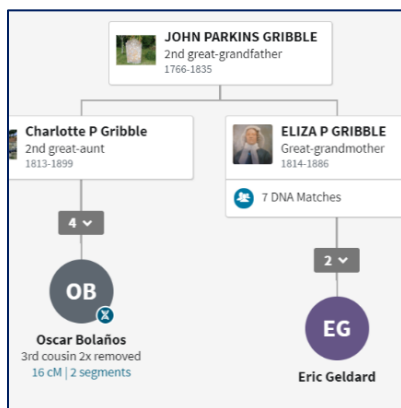 JOHN PARKINS GRIBBLE
2nd great-grandfather
1766-1835
Charlotte P Gribble
2nd great-aunt
1813-1899
ELIZA P GRIBBLE
Great-grandmother
1814-1886
7 DNA Matches
4
2
OB
EG
Oscar Bolaños
3rd cousin 2x removed
16 cM | 2 segments
Eric Geldard